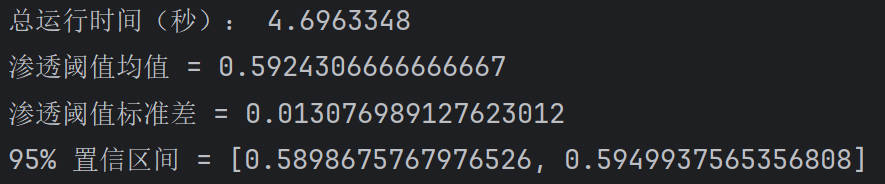 总运行时间（秒）： 4.6963348
渗透阈值均值 = 0.5924306666666667
渗透阈值标准差 = 0.013076989127623012
95% 置信区间 = [0.5898675767976526, 0.5949937565356808]